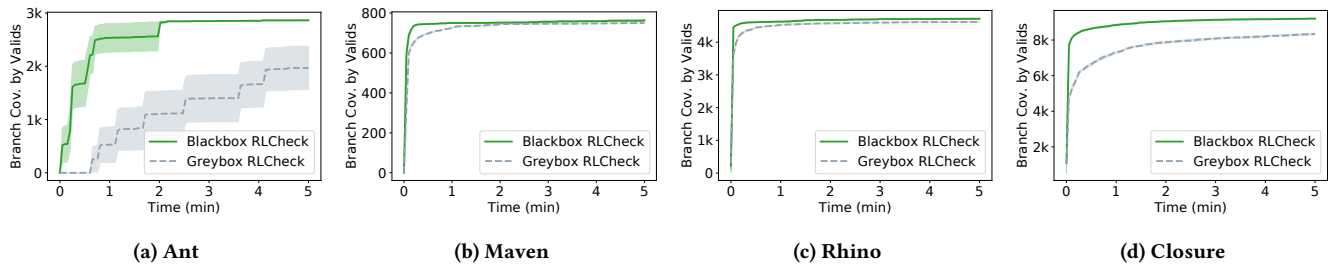 3k
2k
1k
0
Branch Cov. by Valids
Blackbox RLCheck
Greybox RLCheck
0 1 2 3 4 5
Time (min)
(a) Ant
800
600
400
200
0
Branch Cov. by Valids
Blackbox RLCheck
Greybox RLCheck
0 1 2 3 4 5
Time (min)
(b) Maven
4k
3k
2k
1k
0
Branch Cov. by Valids
Blackbox RLCheck
Greybox RLCheck
0 1 2 3 4 5
Time (min)
(c) Rhino
8k
6k
4k
2k
Branch Cov. by Valids
Blackbox RLCheck
Greybox RLCheck
0 1 2 3 4 5
Time (min)
(d) Closure